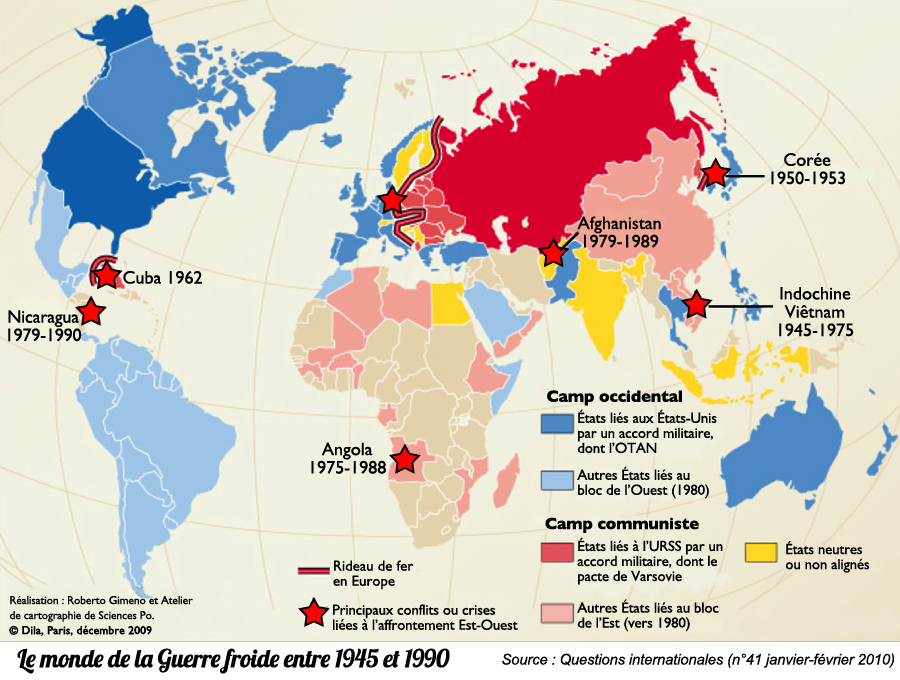 Corée
1950-1953
Afghanistan
1979-1989
Cuba 1962
Nicaragua
1979-1990
Indochine
Viêtnam
1945-1975
Angola
1975-1988
Camp occidental
États liés aux États-Unis
par un accord militaire,
dont l'OTAN
Autres États liés au
bloc de l'Ouest (1980)
Camp communiste
États liés à l'URSS par un
accord militaire, dont le
pacte de Varsovie
États neutres
ou non alignés
Autres États liés au bloc
de l'Est (vers 1980)
Rideau de fer
en Europe
Principaux conflits ou crises
liées à l'affrontement Est-Ouest
Réalisation : Roberto Gimeno et Atelier
de cartographie de Sciences Po.
© Dila, Paris, décembre 2009
Le monde de la Guerre froide entre 1945 et 1990
Source : Questions internationales (n°41 janvier-février 2010)